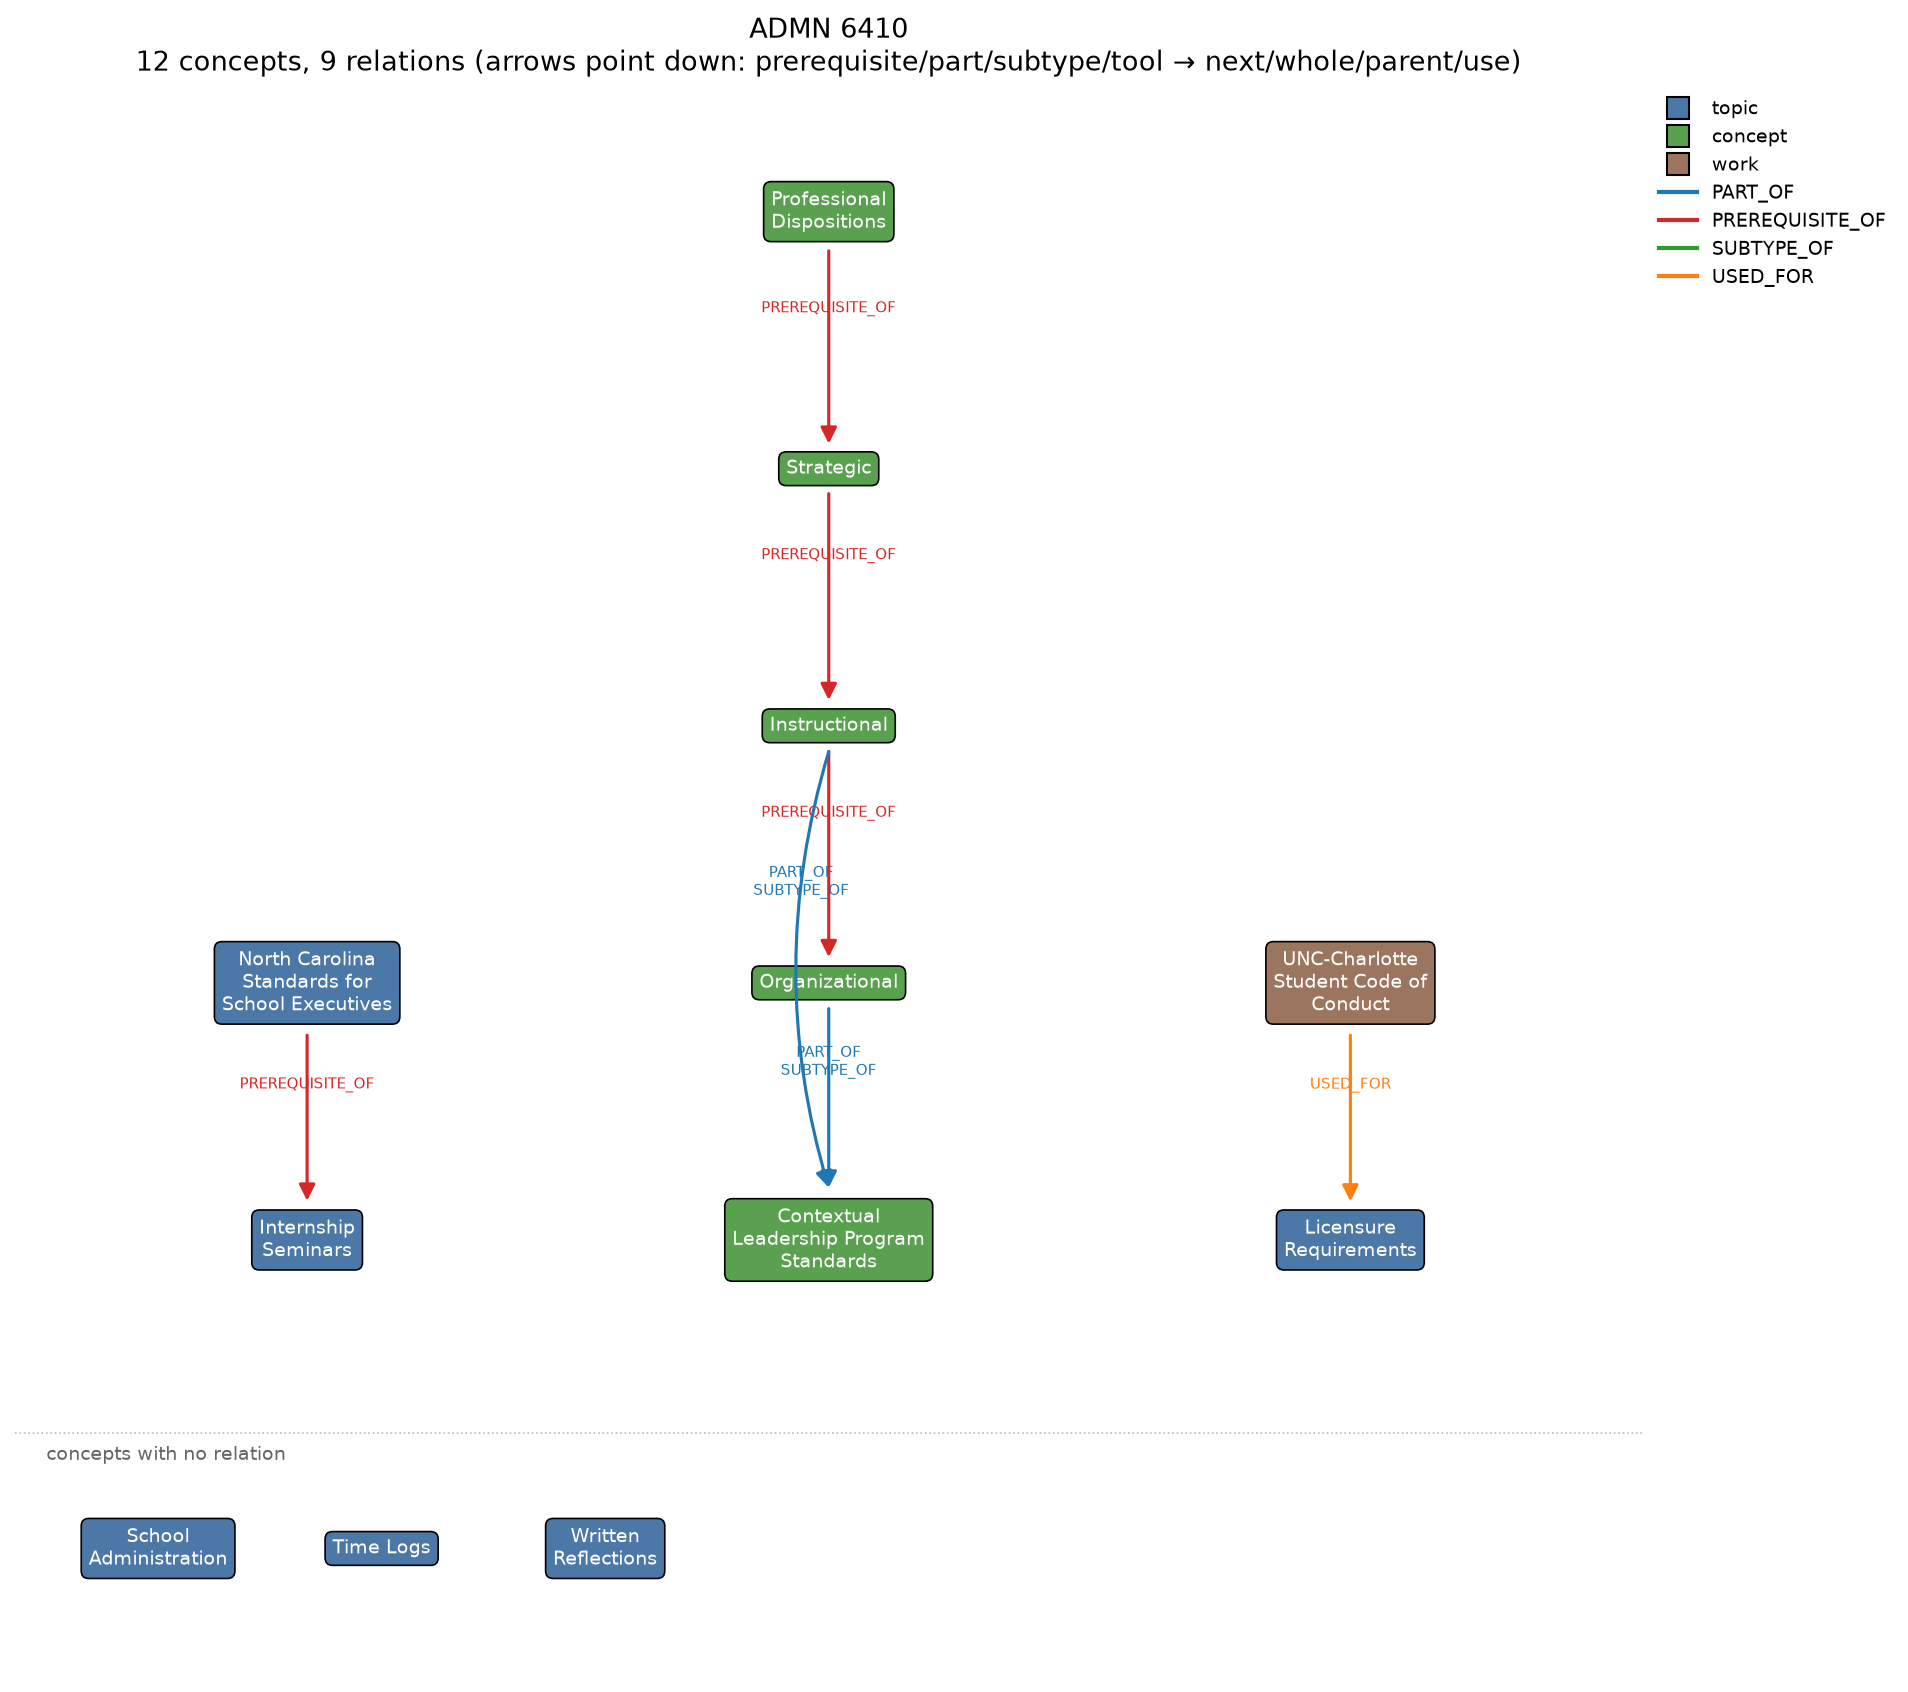 ADMN 6410
12 concepts, 9 relations (arrows point down: prerequisite/part/subtype/tool → next/whole/parent/use)
topic
concept
work
PART_OF
PREREQUISITE_OF
SUBTYPE_OF
USED_FOR
Professional
Dispositions
PREREQUISITE_OF
Strategic
PREREQUISITE_OF
Instructional
PREREQUISITE_OF
PART_OF
SUBTYPE_OF
North Carolina
Standards for
School Executives
Organizational
UNC-Charlotte
Student Code of
Conduct
PREREQUISITE_OF
PART_OF
SUBTYPE_OF
USED_FOR
Internship
Seminars
Contextual
Leadership Program
Standards
Licensure
Requirements
concepts with no relation
School
Administration
Time Logs
Written
Reflections